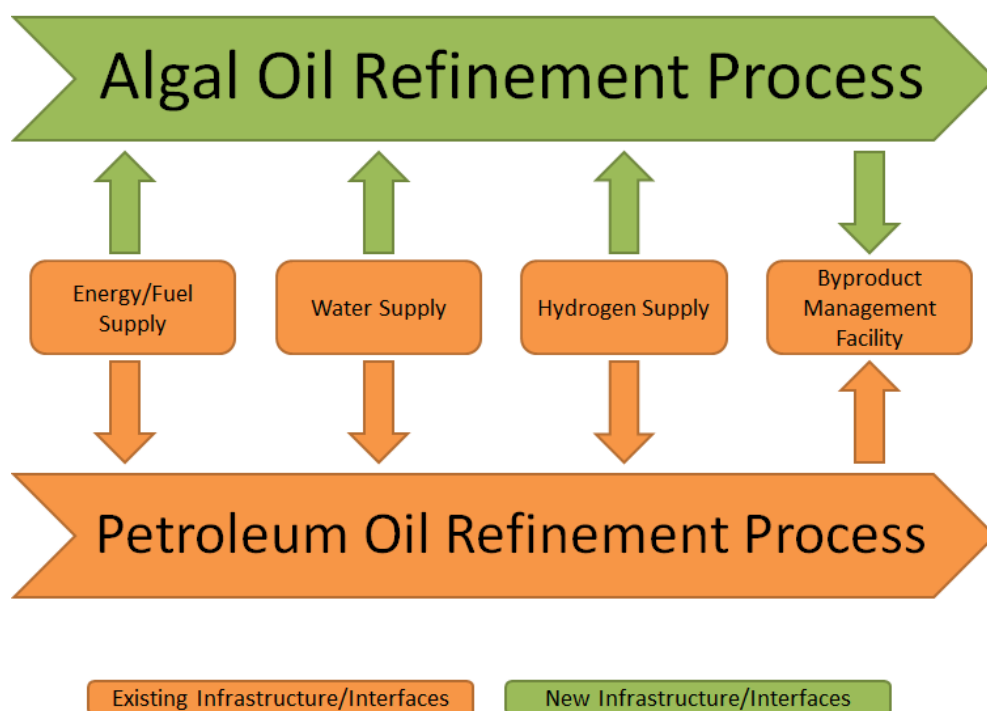 Algal Oil Refinement Process
Energy/Fuel
Supply
Water Supply
Hydrogen Supply
Byproduct
Management
Facility
Petroleum Oil Refinement Process
Existing Infrastructure/Interfaces
New Infrastructure/Interfaces